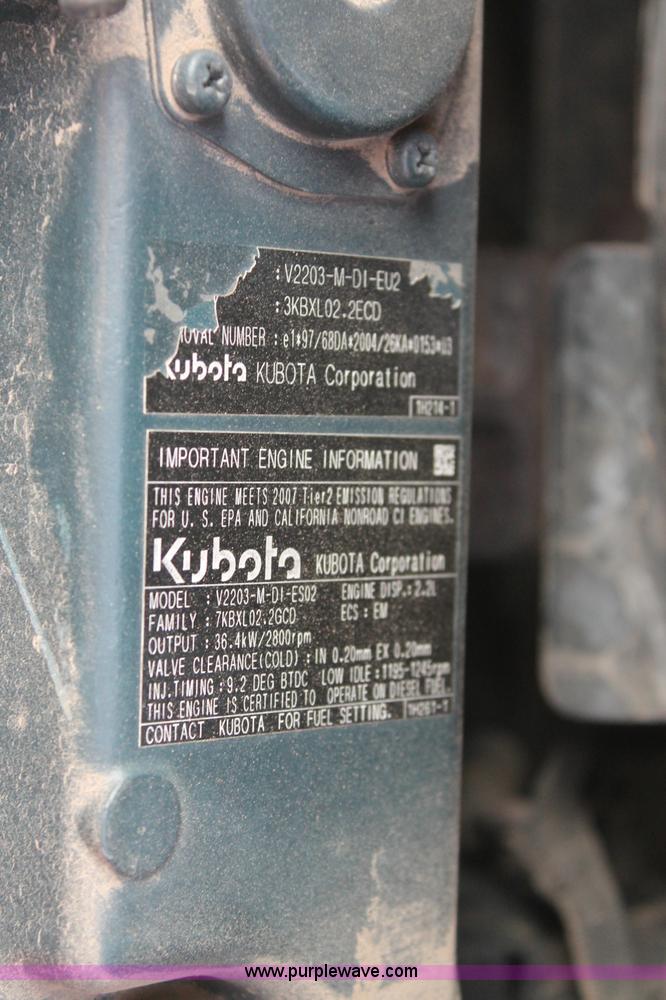 : V2203-M-DI-EU2
: 3KBXL02.2ECD
OVAL NUMBER : e1*97/68DA*2004/26KA*0153*03
Kubota KUBOTA Corporation
1H214-1
IMPORTANT ENGINE INFORMATION
THIS ENGINE MEETS 2007 Tier2 EMISSION REGULATIONS
FOR U. S. EPA AND CALIFORNIA NONROAD CI ENGINES.
Kubota KUBOTA Corporation
MODEL : V2203-M-DI-ES02 ENGINE DISP.: 2.2L
FAMILY : 7KBXL02.2GCD ECS : EM
OUTPUT : 36.4kW/2800rpm
VALVE CLEARANCE(COLD) : IN 0.20mm EX 0.20mm
INJ.TIMING : 9.2 DEG BTDC LOW IDLE : 1195-1245rpm
THIS ENGINE IS CERTIFIED TO OPERATE ON DIESEL FUEL.
CONTACT KUBOTA FOR FUEL SETTING. 1H261-1
www.purplewave.com